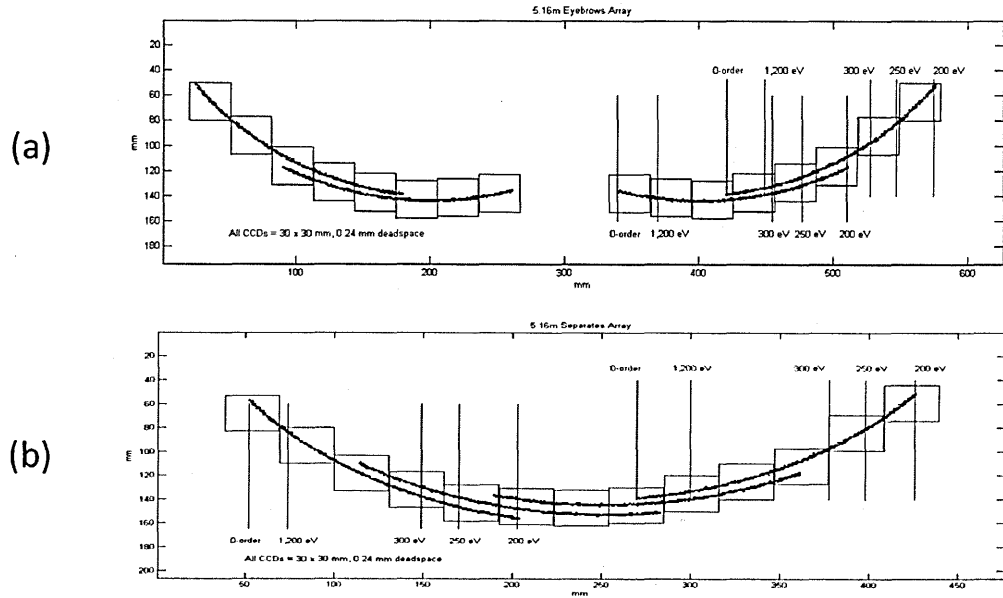 (a)
5.16m Eyebrows Array
20
40
60
80
100
120
140
160
180
mm
0-order 1,200 eV 300 eV 250 eV 200 eV
0-order 1,200 eV 300 eV 250 eV 200 eV
All CCDs = 30 x 30 mm, 0.24 mm deadspace
100 200 300 400 500 600
mm
(b)
5.16m Separates Array
20
40
60
80
100
120
140
160
180
200
mm
0-order 1,200 eV 300 eV 250 eV 200 eV
0-order 1,200 eV 300 eV 250 eV 200 eV
All CCDs = 30 x 30 mm, 0.24 mm deadspace
50 100 150 200 250 300 350 400 450
mm